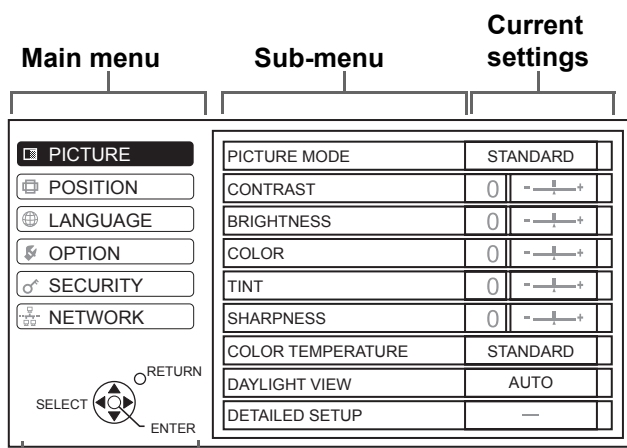 Main menu
Sub-menu
Current
settings
PICTURE
POSITION
LANGUAGE
OPTION
SECURITY
NETWORK
RETURN
SELECT
ENTER
PICTURE MODE STANDARD
CONTRAST 0 - +
BRIGHTNESS 0 - +
COLOR 0 - +
TINT 0 - +
SHARPNESS 0 - +
COLOR TEMPERATURE STANDARD
DAYLIGHT VIEW AUTO
DETAILED SETUP —